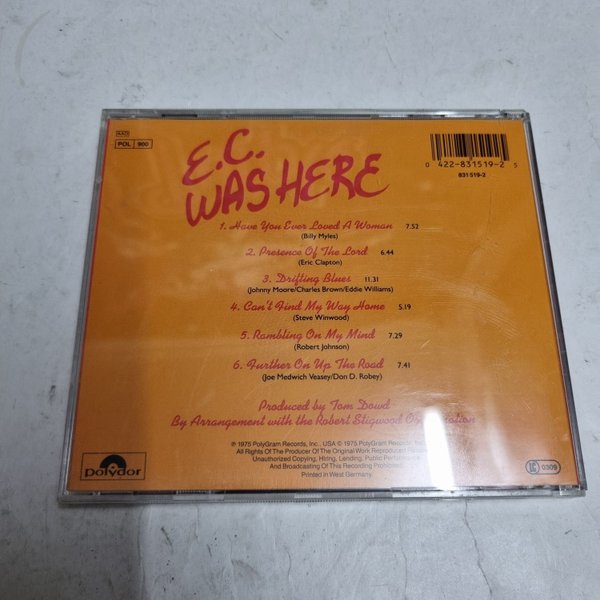 AAD
POL 900
E.C.
WAS HERE
0 422-831519-2 5
831 519-2
1. Have You Ever Loved A Woman 7.52
(Billy Myles)
2. Presence Of The Lord 6.44
(Eric Clapton)
3. Drifting Blues 11.31
(Johnny Moore/Charles Brown/Eddie Williams)
4. Can't Find My Way Home 5.19
(Steve Winwood)
5. Rambling On My Mind 7.29
(Robert Johnson)
6. Further On Up The Road 7.41
(Joe Medwich Veasey/Don D. Robey)
Produced by Tom Dowd
By Arrangement with the Robert Stigwood
℗ 1975 PolyGram Records, Inc., USA © 1975 PolyGram Records,
All Rights Of The Producer Of The Original Work Reproduced
Unauthorized Copying, Hiring, Lending, Public Performance
And Broadcasting Of This Recording Prohibited.
Printed in West Germany.
polydor
LC 0309